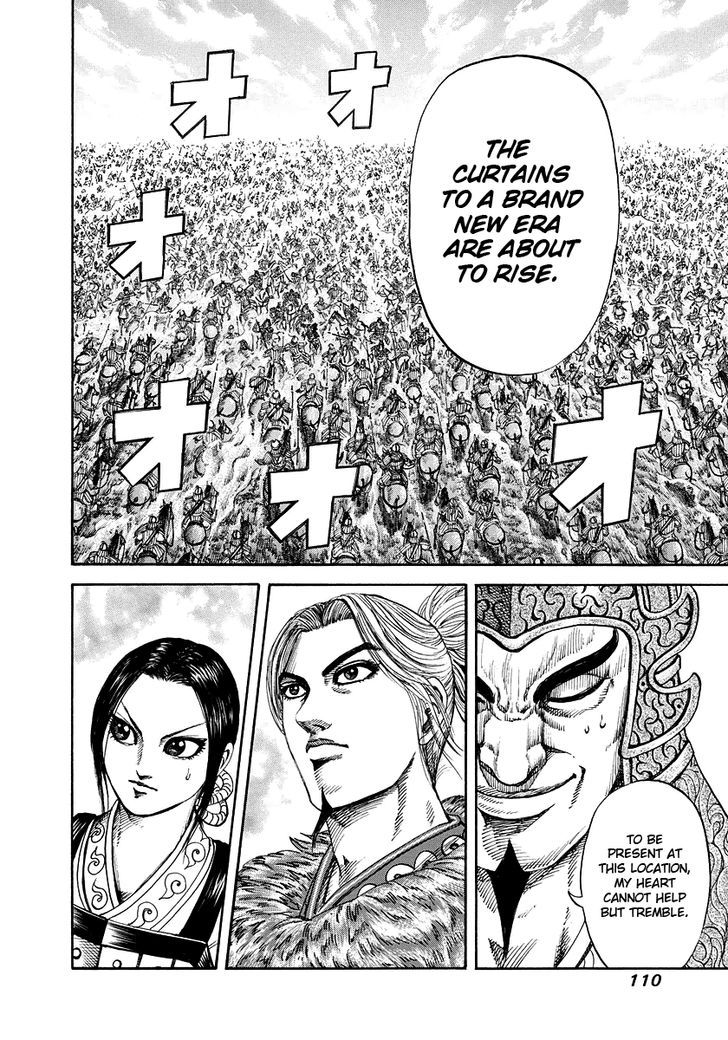 THE
CURTAINS
TO A BRAND
NEW ERA
ARE ABOUT
TO RISE.
オ
オ
オ
オ
オ
オ
TO BE
PRESENT AT
THIS LOCATION,
MY HEART
CANNOT HELP
BUT TREMBLE.
110